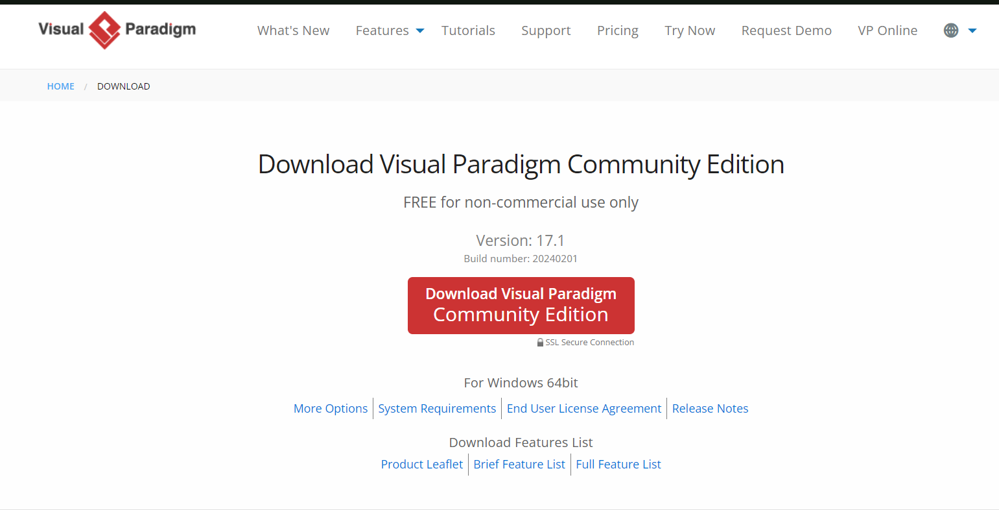 Visual Paradigm
What's New Features Tutorials Support Pricing Try Now Request Demo VP Online
HOME / DOWNLOAD
Download Visual Paradigm Community Edition
FREE for non-commercial use only
Version: 17.1
Build number: 20240201
Download Visual Paradigm
Community Edition
SSL Secure Connection
For Windows 64bit
More Options System Requirements End User License Agreement Release Notes
Download Features List
Product Leaflet Brief Feature List Full Feature List